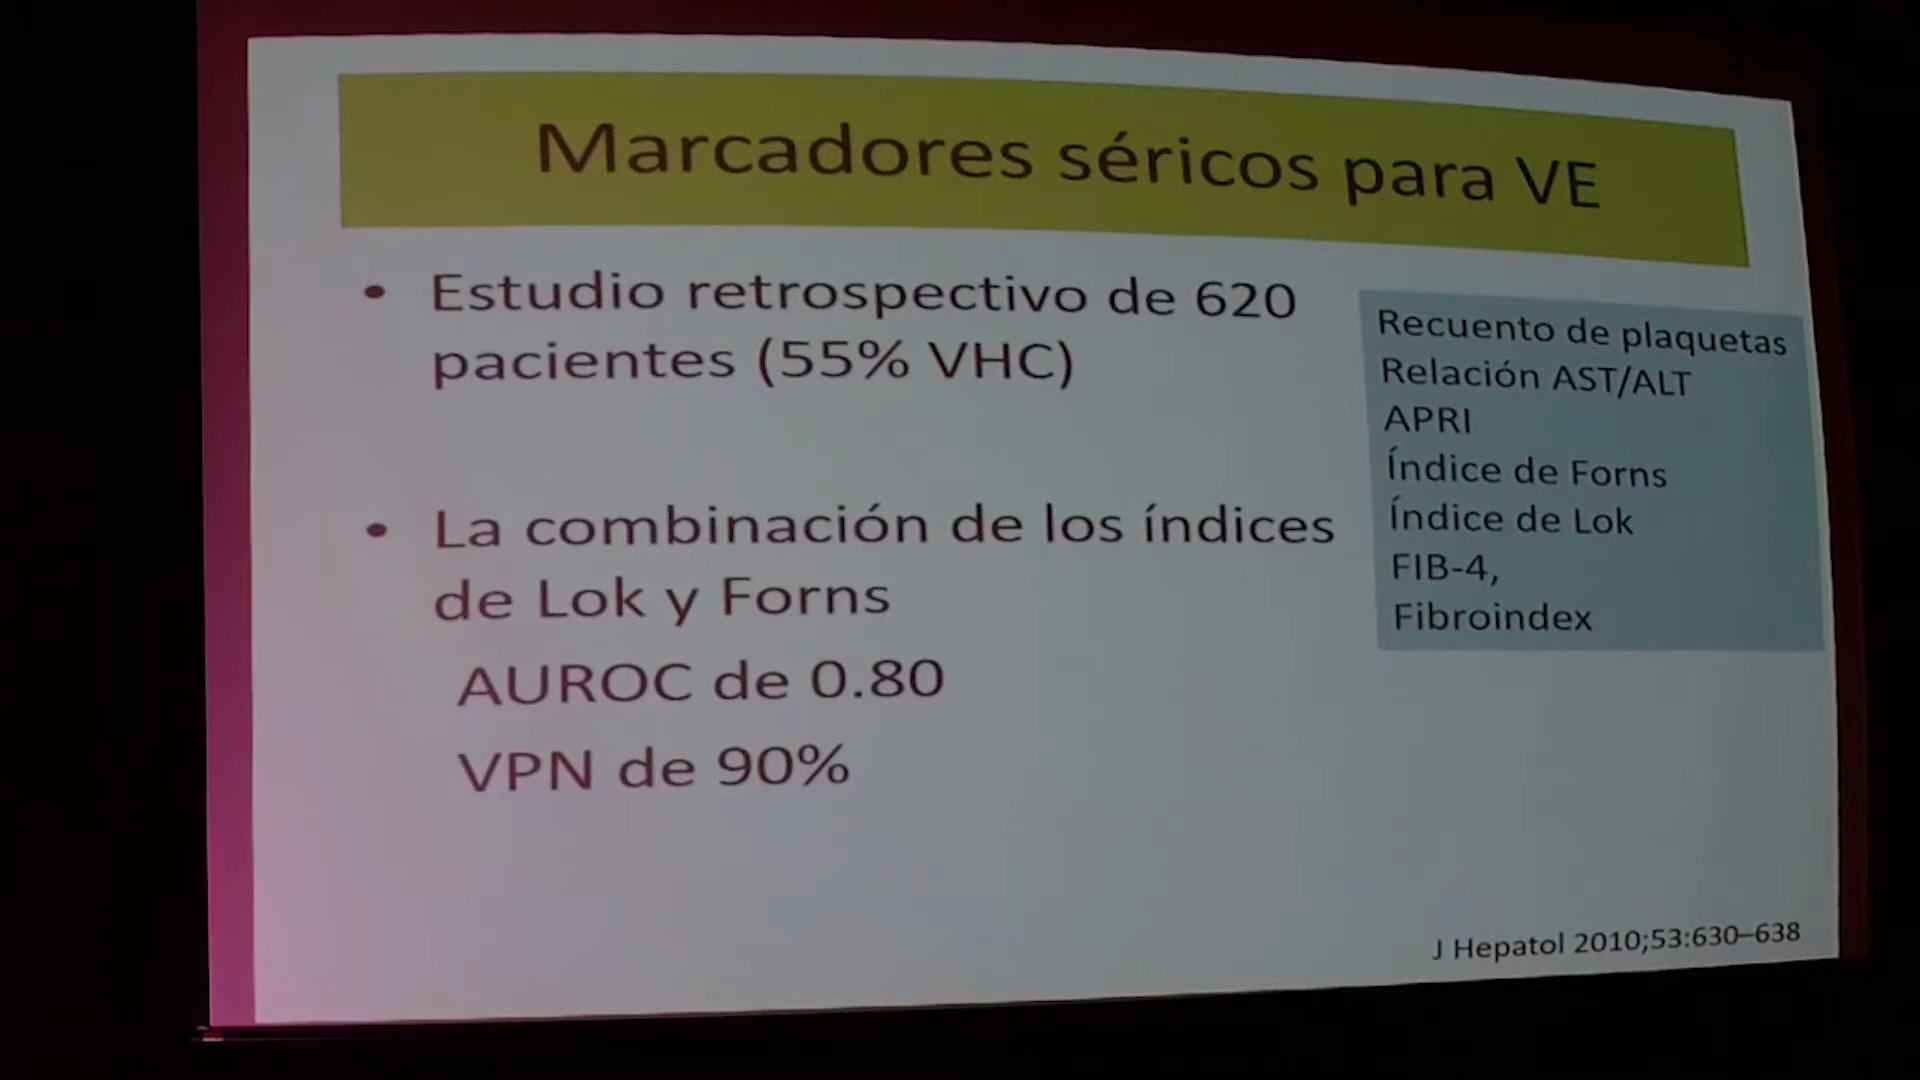 Marcadores séricos para VE
• Estudio retrospectivo de 620
pacientes (55% VHC)
• La combinación de los índices
de Lok y Forns
AUROC de 0.80
VPN de 90%
Recuento de plaquetas
Relación AST/ALT
APRI
Índice de Forns
Índice de Lok
FIB-4,
Fibroindex
J Hepatol 2010;53:630–638